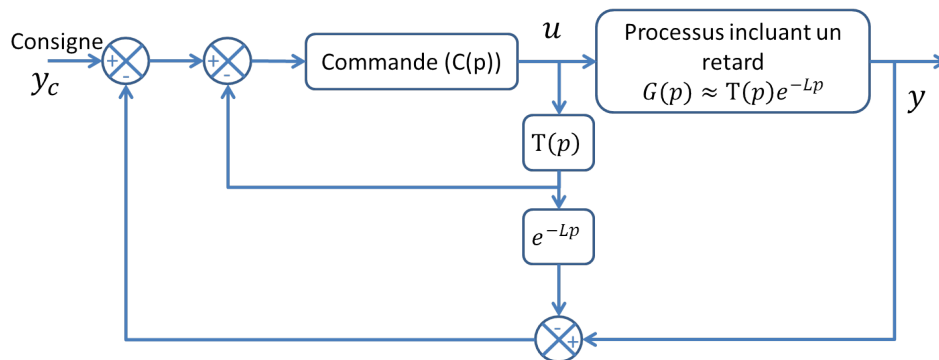 Consigne
y_c
+
-
+
-
Commande (C(p))
u
Processus incluant un
retard
G(p) ≈ T(p)e^{-Lp}
y
T(p)
e^{-Lp}
-
+